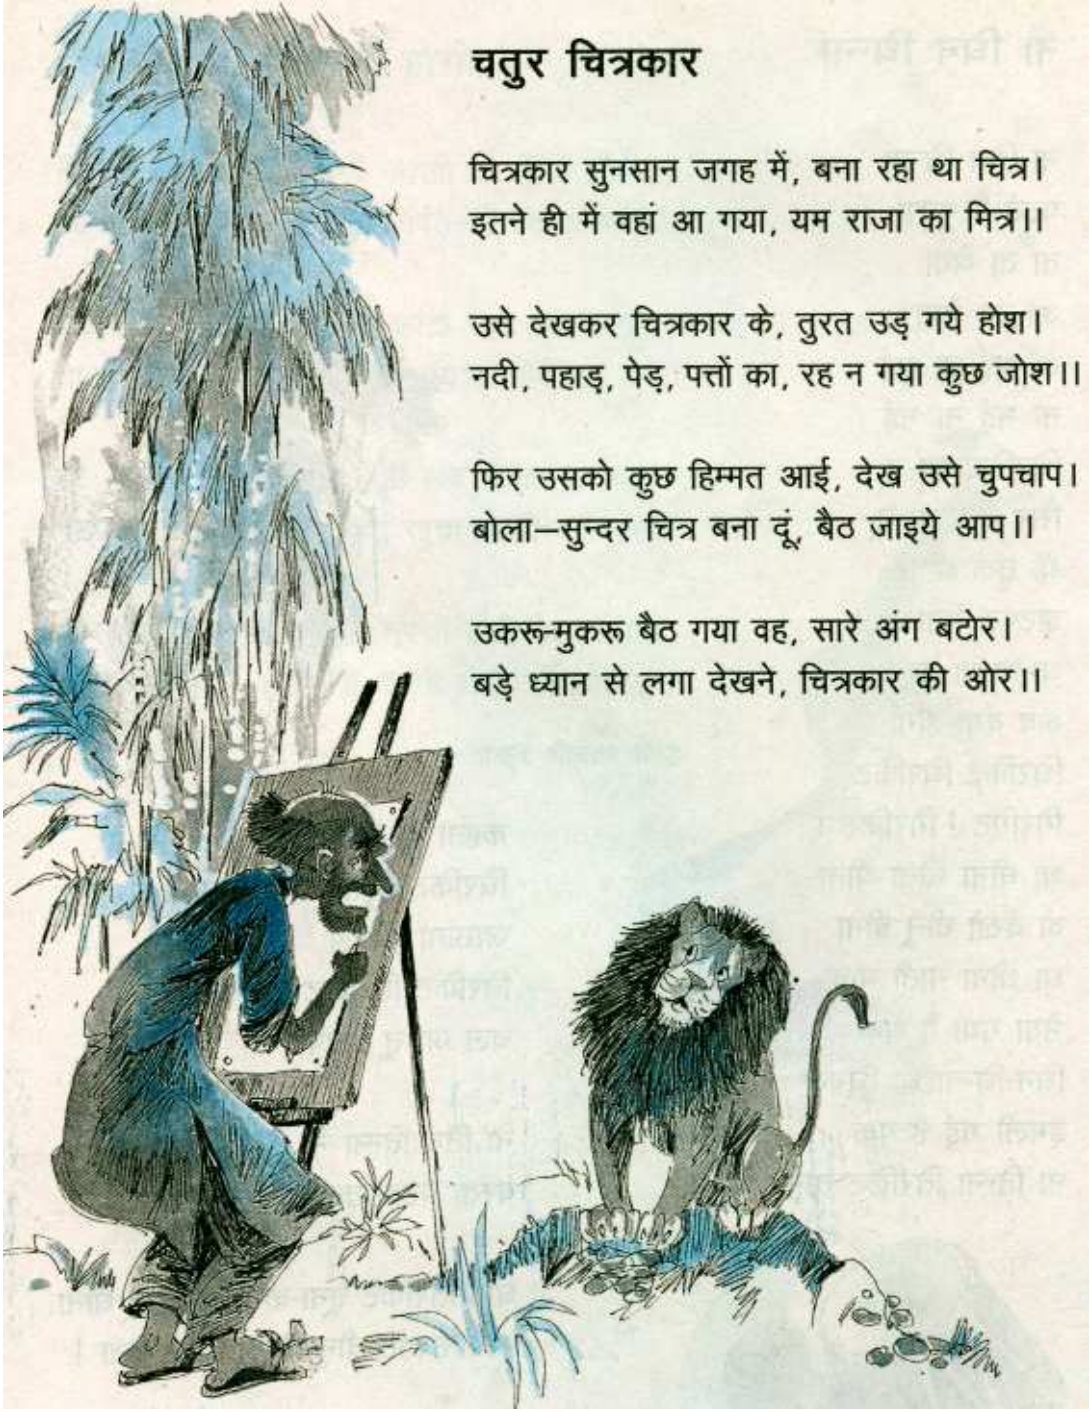 चतुर चित्रकार
चित्रकार सुनसान जगह में, बना रहा था चित्र।
इतने ही में वहां आ गया, यम राजा का मित्र।।
उसे देखकर चित्रकार के, तुरत उड़ गये होश।
नदी, पहाड़, पेड़, पत्तों का, रह न गया कुछ जोश।।
फिर उसको कुछ हिम्मत आई, देख उसे चुपचाप।
बोला—सुन्दर चित्र बना दूं, बैठ जाइये आप।।
उकरू-मुकरू बैठ गया वह, सारे अंग बटोर।
बड़े ध्यान से लगा देखने, चित्रकार की ओर।।